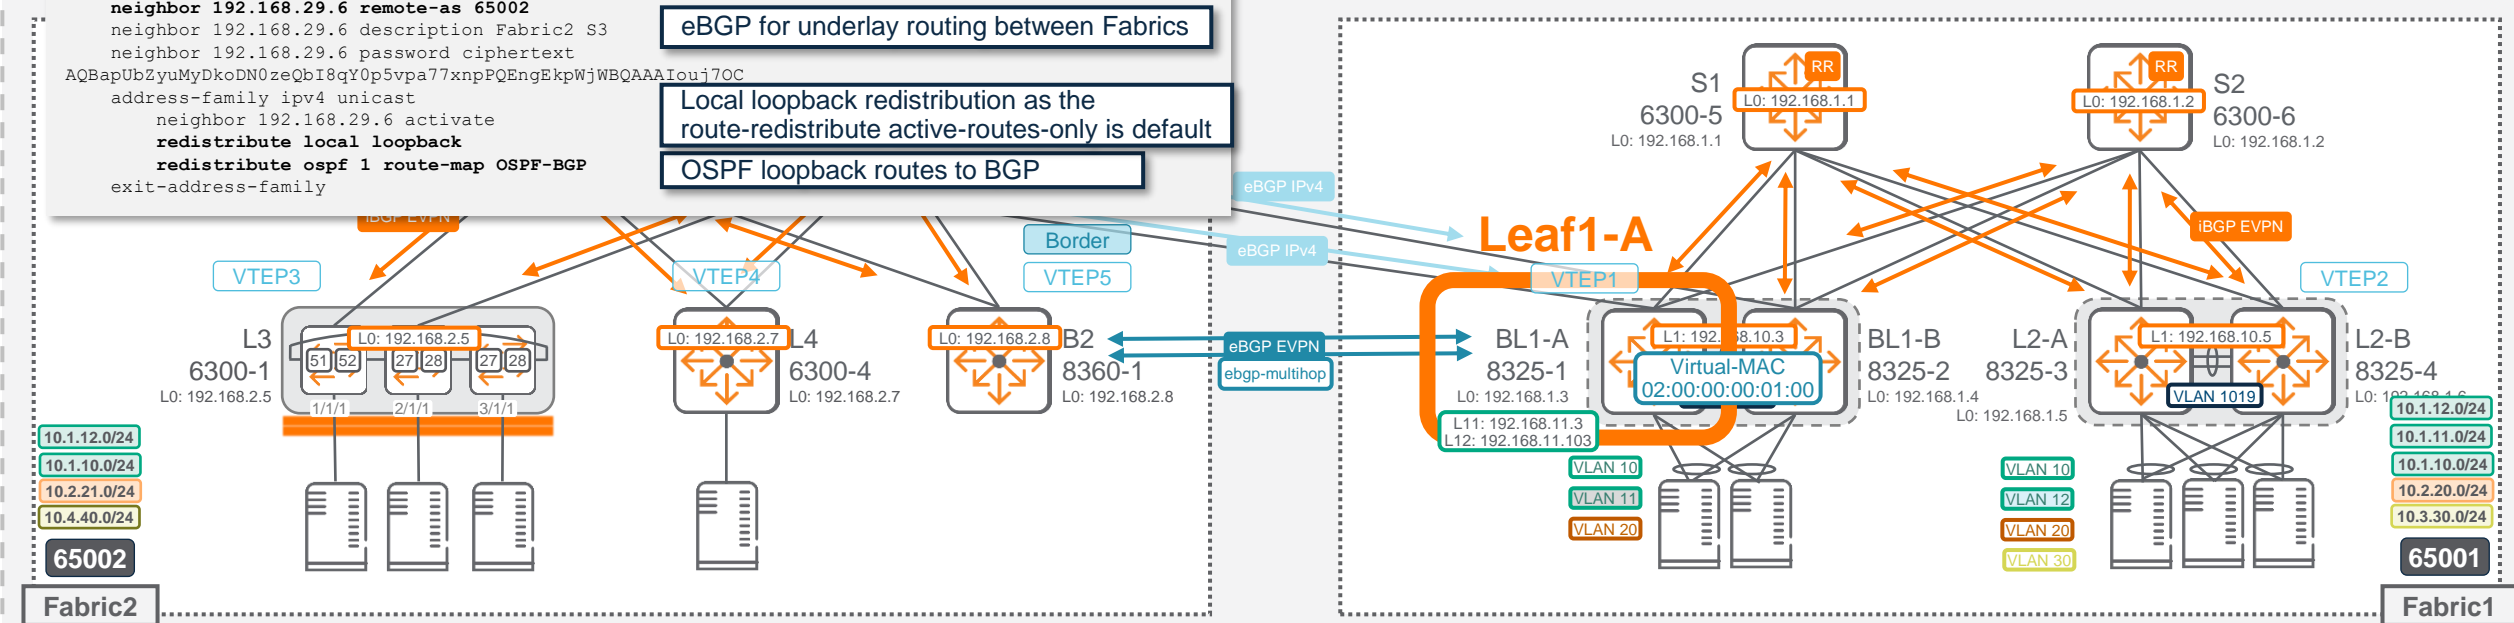 neighbor 192.168.29.6 remote-as 65002
neighbor 192.168.29.6 description Fabric2 S3
neighbor 192.168.29.6 password ciphertext
AQBapUbZyuMyDkoDN0zeQbI8qY0p5vpa77xnpPQEngEkpWjWBQAAAIouj7OC
address-family ipv4 unicast
neighbor 192.168.29.6 activate
redistribute local loopback
redistribute ospf 1 route-map OSPF-BGP
exit-address-family
eBGP for underlay routing between Fabrics
Local loopback redistribution as the
route-redistribute active-routes-only is default
OSPF loopback routes to BGP
iBGP EVPN
Border
VTEP3
VTEP4
VTEP5
L3
6300-1
L0: 192.168.2.5
L0: 192.168.2.5
51
52
27
28
27
28
1/1/1
2/1/1
3/1/1
L0: 192.168.2.7
L4
6300-4
L0: 192.168.2.7
L0: 192.168.2.8
B2
8360-1
L0: 192.168.2.8
10.1.12.0/24
10.1.10.0/24
10.2.21.0/24
10.4.40.0/24
65002
Fabric2
eBGP IPv4
eBGP IPv4
eBGP EVPN
ebgp-multihop
S1
6300-5
L0: 192.168.1.1
RR
L0: 192.168.1.1
RR
L0: 192.168.1.2
S2
6300-6
L0: 192.168.1.2
iBGP EVPN
Leaf1-A
VTEP1
VTEP2
BL1-A
8325-1
L0: 192.168.1.3
L1: 192.168.10.3
Virtual-MAC
02:00:00:00:01:00
L11: 192.168.11.3
L12: 192.168.11.103
BL1-B
8325-2
L0: 192.168.1.4
L2-A
8325-3
L0: 192.168.1.5
L1: 192.168.10.5
VLAN 1019
L2-B
8325-4
L0: 192.168.1.6
VLAN 10
VLAN 11
VLAN 20
VLAN 10
VLAN 12
VLAN 20
VLAN 30
10.1.12.0/24
10.1.11.0/24
10.1.10.0/24
10.2.20.0/24
10.3.30.0/24
65001
Fabric1